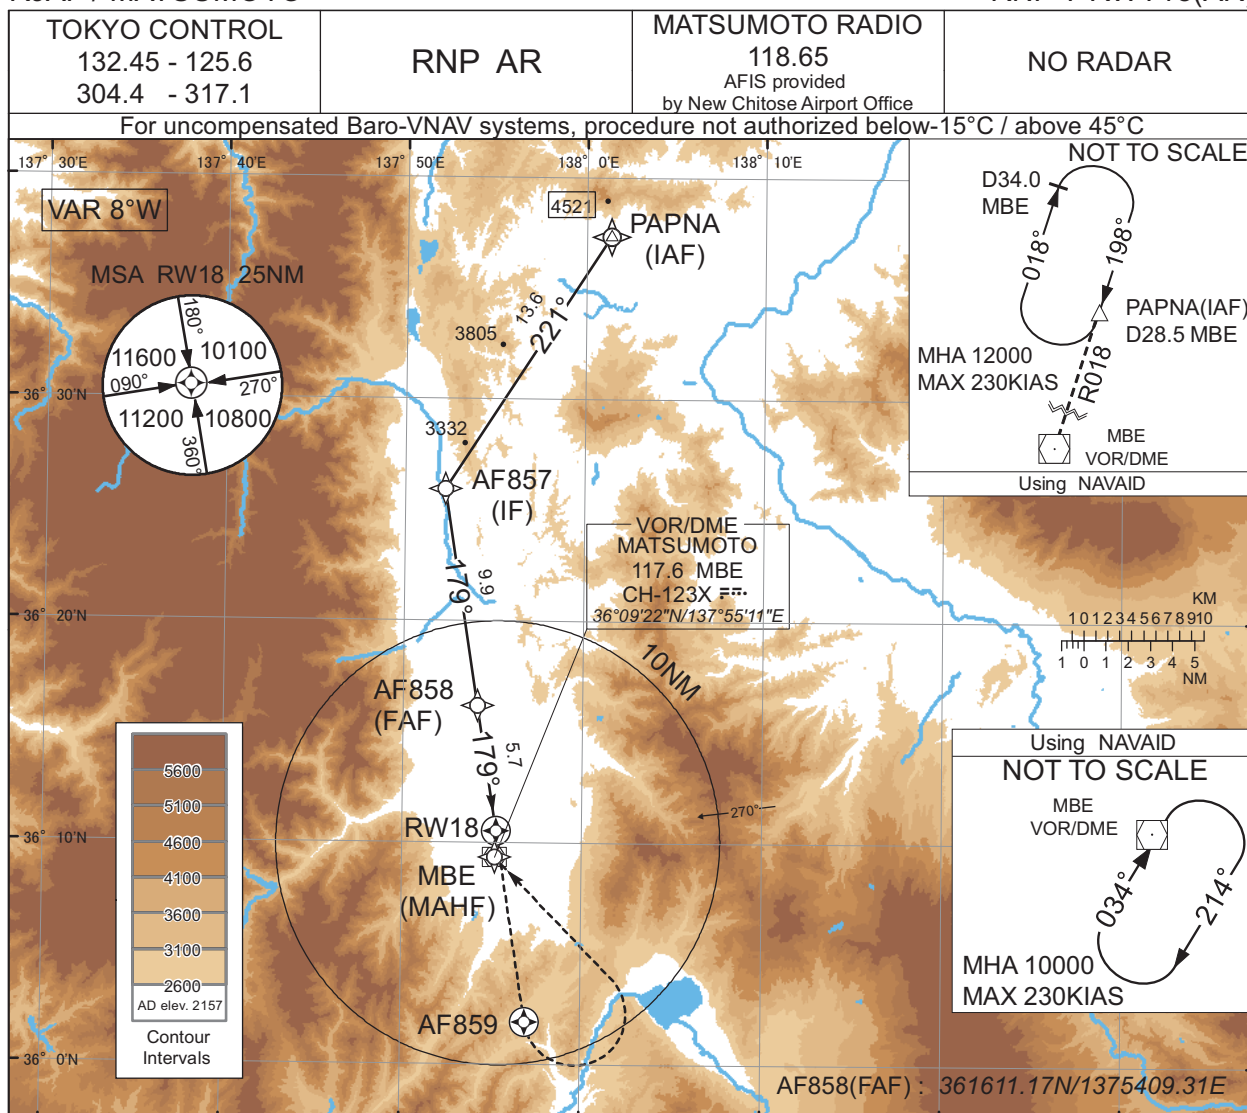 TOKYO CONTROL
132.45 - 125.6
304.4 - 317.1
RNP AR
MATSUMOTO RADIO
118.65
AFIS provided
by New Chitose Airport Office
NO RADAR
For uncompensated Baro-VNAV systems, procedure not authorized below-15°C / above 45°C
137° 30'E
137° 40'E
137° 50'E
138° 0'E
138° 10'E
NOT TO SCALE
D34.0
MBE
018°
198°
PAPNA(IAF)
D28.5 MBE
MHA 12000
MAX 230KIAS
R018
MBE
VOR/DME
Using NAVAID
VAR 8°W
4521
PAPNA
(IAF)
MSA RW18 25NM
180°
11600
10100
090°
270°
11200
10800
360°
13.6
221°
3805
36° 30'N
3332
AF857
(IF)
VOR/DME
MATSUMOTO
117.6 MBE
CH-123X
36°09'22"N/137°55'11"E
179°
9.9
36° 20'N
KM
1 0 1 2 3 4 5 6 7 8 9 10
1 0 1 2 3 4 5
NM
10NM
AF858
(FAF)
179°
5.7
5600
5100
4600
4100
3600
3100
2600
AD elev. 2157
Contour
Intervals
Using NAVAID
NOT TO SCALE
MBE
VOR/DME
034°
214°
MHA 10000
MAX 230KIAS
270°
RW18
36° 10'N
MBE
(MAHF)
AF859
36° 0'N
AF858(FAF) : 361611.17N/1375409.31E